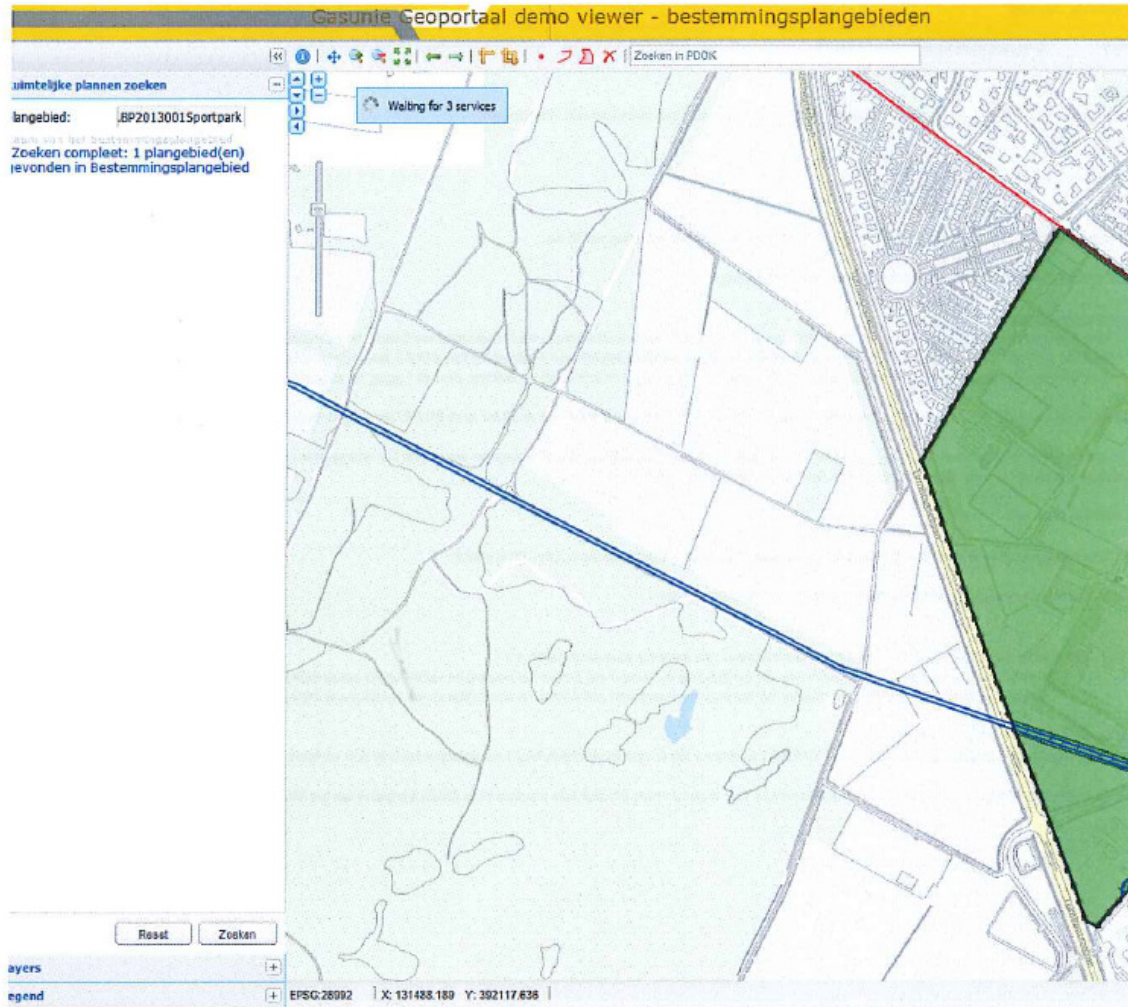 Gasunie Geoportaal demo viewer - bestemmingsplangebieden
Zoeken in PDOK
uimtelijke plannen zoeken
Waiting for 3 services
langebied:
.BP2013001Sportpark
Zoeken compleet: 1 plangebied(en)
evonden in Bestemmingsplangebied
Reset
Zoeken
ayers
egend
EPSG:28992
X: 131488.189 Y: 392117.636